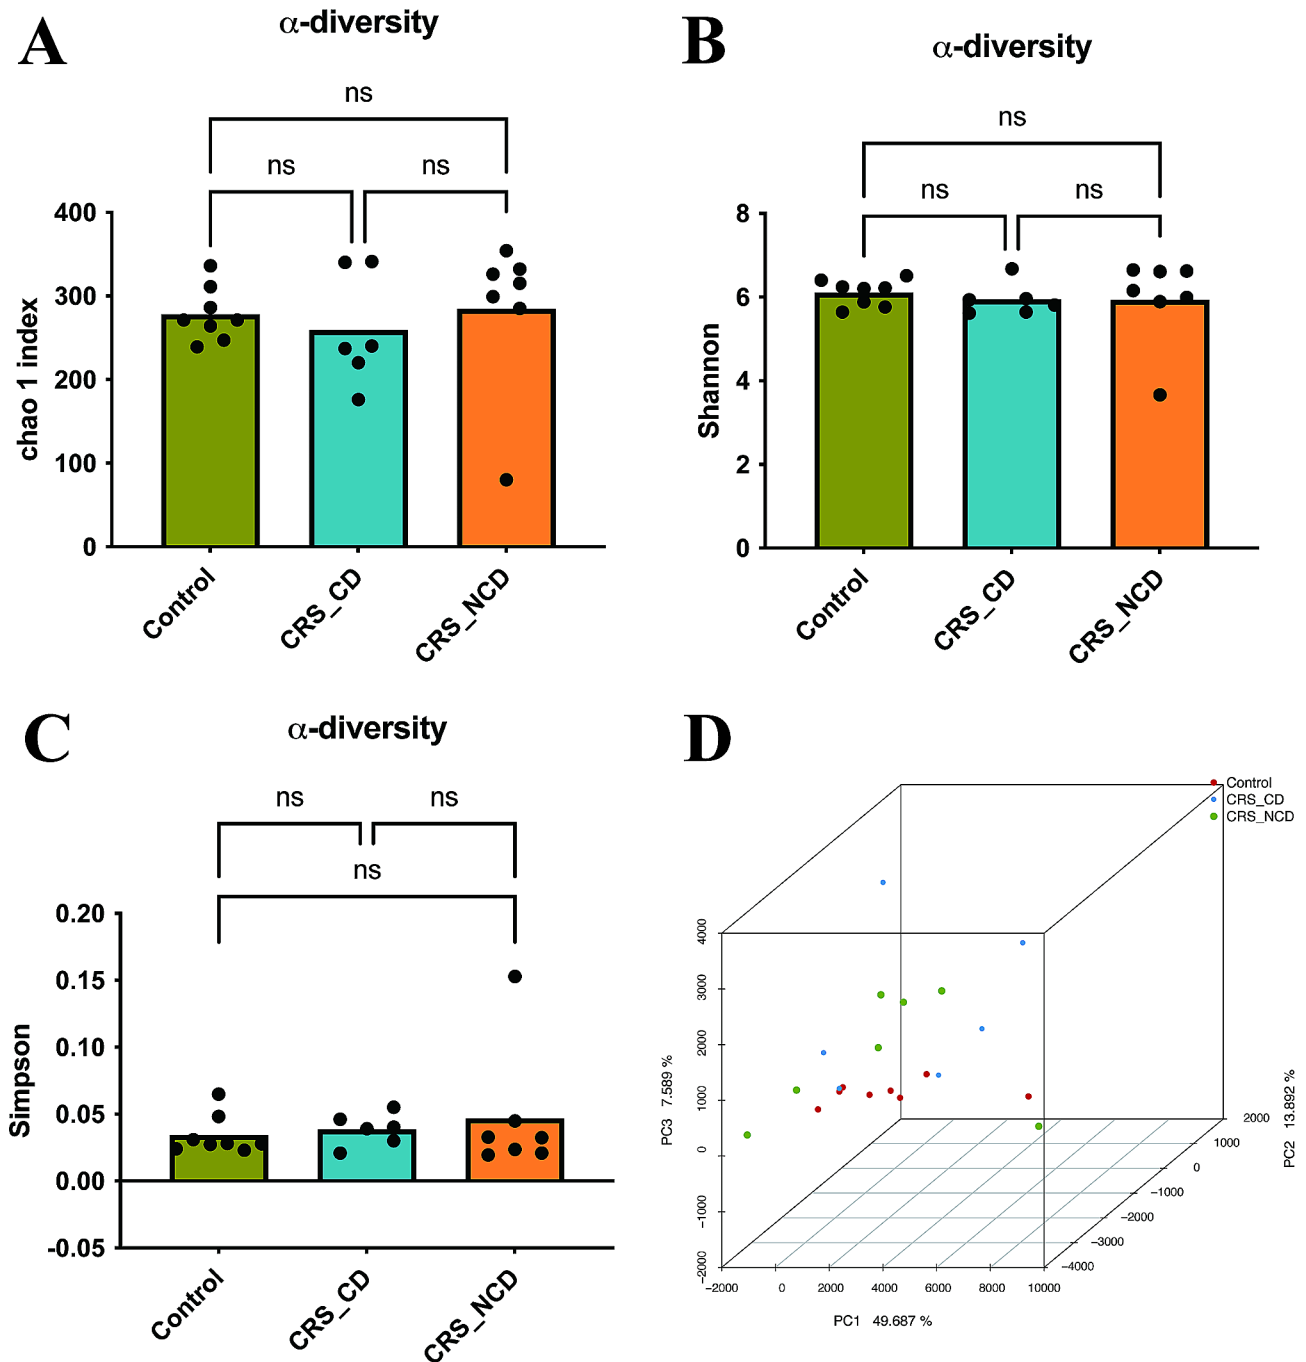 A
α-diversity
ns
ns
ns
400
300
200
100
0
chao 1 index
Control
CRS_CD
CRS_NCD
B
α-diversity
ns
ns
ns
8
6
4
2
0
Shannon
Control
CRS_CD
CRS_NCD
C
α-diversity
ns
ns
ns
0.20
0.15
0.10
0.05
0.00
-0.05
Simpson
Control
CRS_CD
CRS_NCD
D
Control
CRS_CD
CRS_NCD
4000
3000
2000
1000
0
−1000
−2000
PC3 7.589 %
−2000
0
2000
4000
6000
8000
10000
PC1 49.687 %
2000
1000
0
−1000
−2000
−3000
−4000
PC2 13.892 %